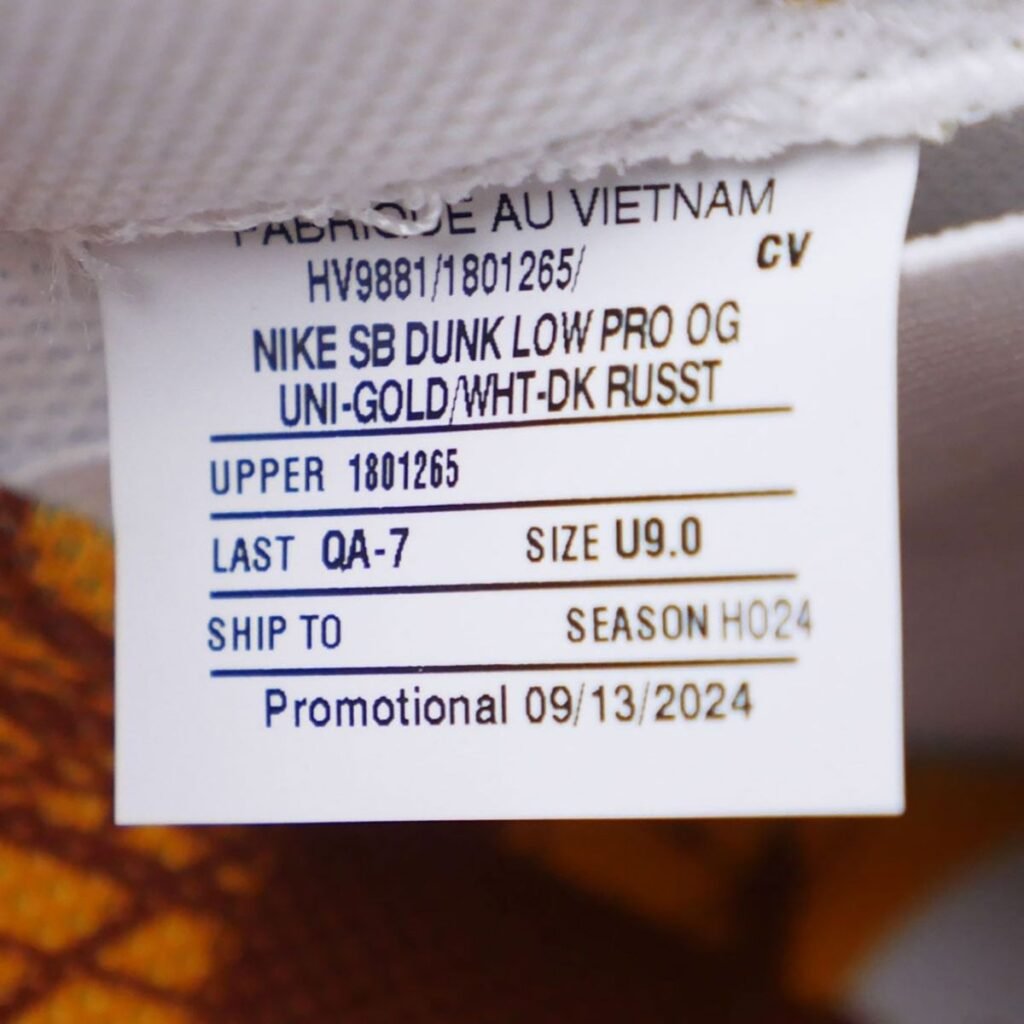 FABRIQUE AU VIETNAM
HV9881/1801265/ CV
NIKE SB DUNK LOW PRO OG
UNI-GOLD/WHT-DK RUSST
UPPER 1801265
LAST QA-7 SIZE U9.0
SHIP TO SEASON HO24
Promotional 09/13/2024